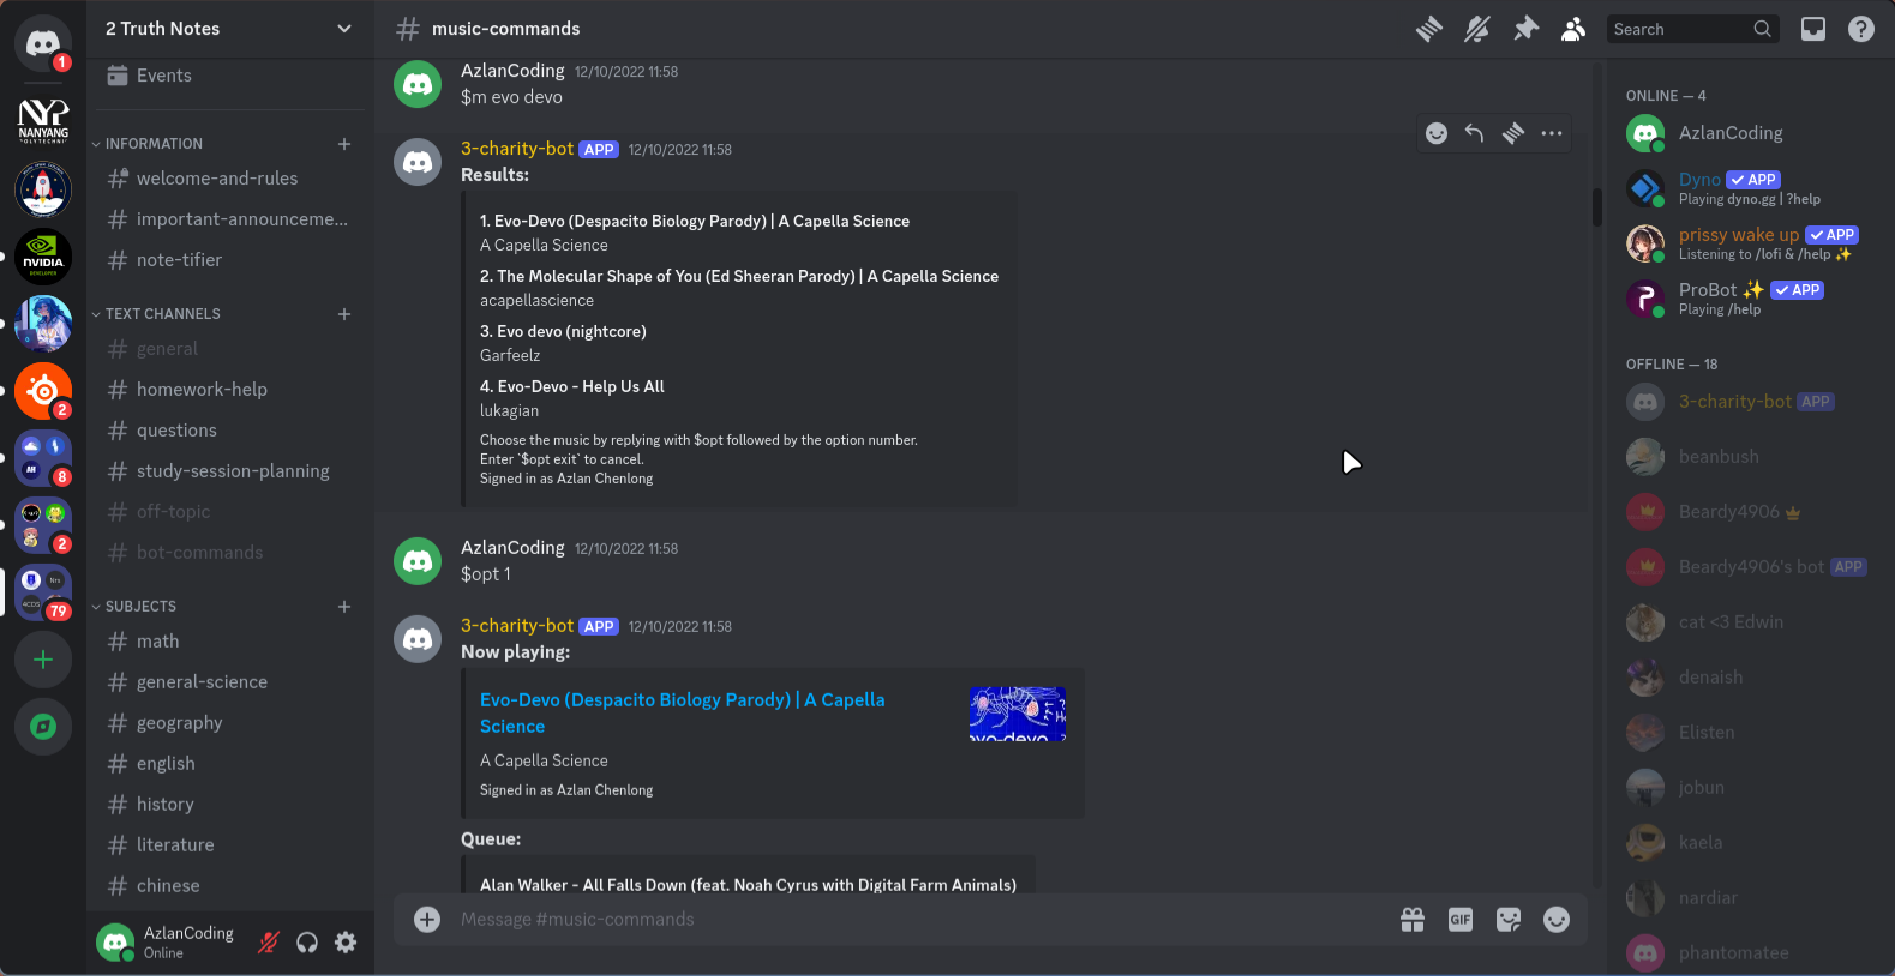 1
NYP
NANYANG
POLYTECHNIC
NVIDIA.
DEVELOPER
2
8
2
79
2 Truth Notes
Events
INFORMATION
welcome-and-rules
important-announceme...
note-tifier
TEXT CHANNELS
general
homework-help
questions
study-session-planning
off-topic
bot-commands
SUBJECTS
math
general-science
geography
english
history
literature
chinese
AzlanCoding
Online
music-commands
Search
AzlanCoding 12/10/2022 11:58
$m evo devo
3-charity-bot APP 12/10/2022 11:58
Results:
1. Evo-Devo (Despacito Biology Parody) | A Capella Science
A Capella Science
2. The Molecular Shape of You (Ed Sheeran Parody) | A Capella Science
acapellascience
3. Evo devo (nightcore)
Garfeelz
4. Evo-Devo - Help Us All
lukagian
Choose the music by replying with $opt followed by the option number.
Enter `$opt exit` to cancel.
Signed in as Azlan Chenlong
AzlanCoding 12/10/2022 11:58
$opt 1
3-charity-bot APP 12/10/2022 11:58
Now playing:
Evo-Devo (Despacito Biology Parody) | A Capella
Science
A Capella Science
Signed in as Azlan Chenlong
Queue:
Alan Walker - All Falls Down (feat. Noah Cyrus with Digital Farm Animals)
Message #music-commands
GIF
ONLINE — 4
AzlanCoding
Dyno ✓ APP
Playing dyno.gg | ?help
prissy wake up ✓ APP
Listening to /lofi & /help ✨
ProBot ✨ ✓ APP
Playing /help
OFFLINE — 18
3-charity-bot APP
beanbush
Beardy4906
Beardy4906's bot APP
cat <3 Edwin
denaish
Elisten
jobun
kaela
nardiar
phantomatee